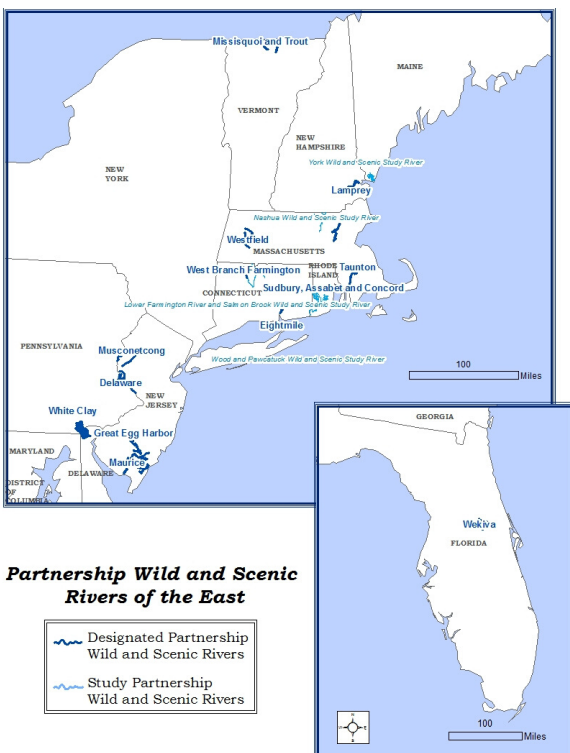 Missisquoi and Trout
MAINE
VERMONT
NEW
HAMPSHIRE
NEW
YORK
York Wild and Scenic Study River
Lamprey
Nashua Wild and Scenic Study River
Westfield
MASSACHUSETTS
West Branch Farmington
RHODE
ISLAND
Taunton
Sudbury, Assabet and Concord
CONNECTICUT
Lower Farmington River and Salmon Brook Wild and Scenic Study River
Eightmile
PENNSYLVANIA
Musconetcong
Wood and Pawcatuck Wild and Scenic Study River
100
Miles
Delaware
NEW
JERSEY
White Clay
Great Egg Harbor
MARYLAND
Maurice
DELAWARE
DISTRICT
OF
COLUMBIA
GEORGIA
Wekiva
FLORIDA
Partnership Wild and Scenic
Rivers of the East
Designated Partnership
Wild and Scenic Rivers
Study Partnership
Wild and Scenic Rivers
100
Miles